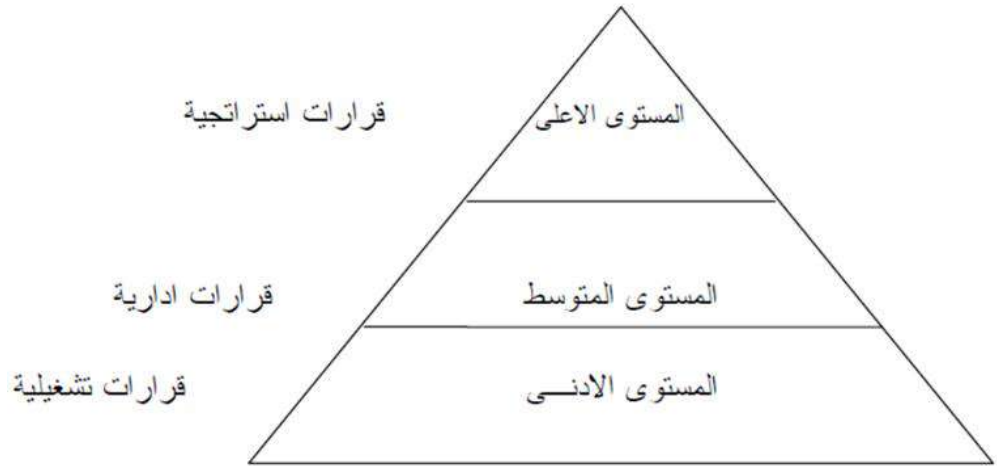 المستوى الاعلى
قرارات استراتجية
المستوى المتوسط
قرارات ادارية
المستوى الادنـــى
قرارات تشغيلية